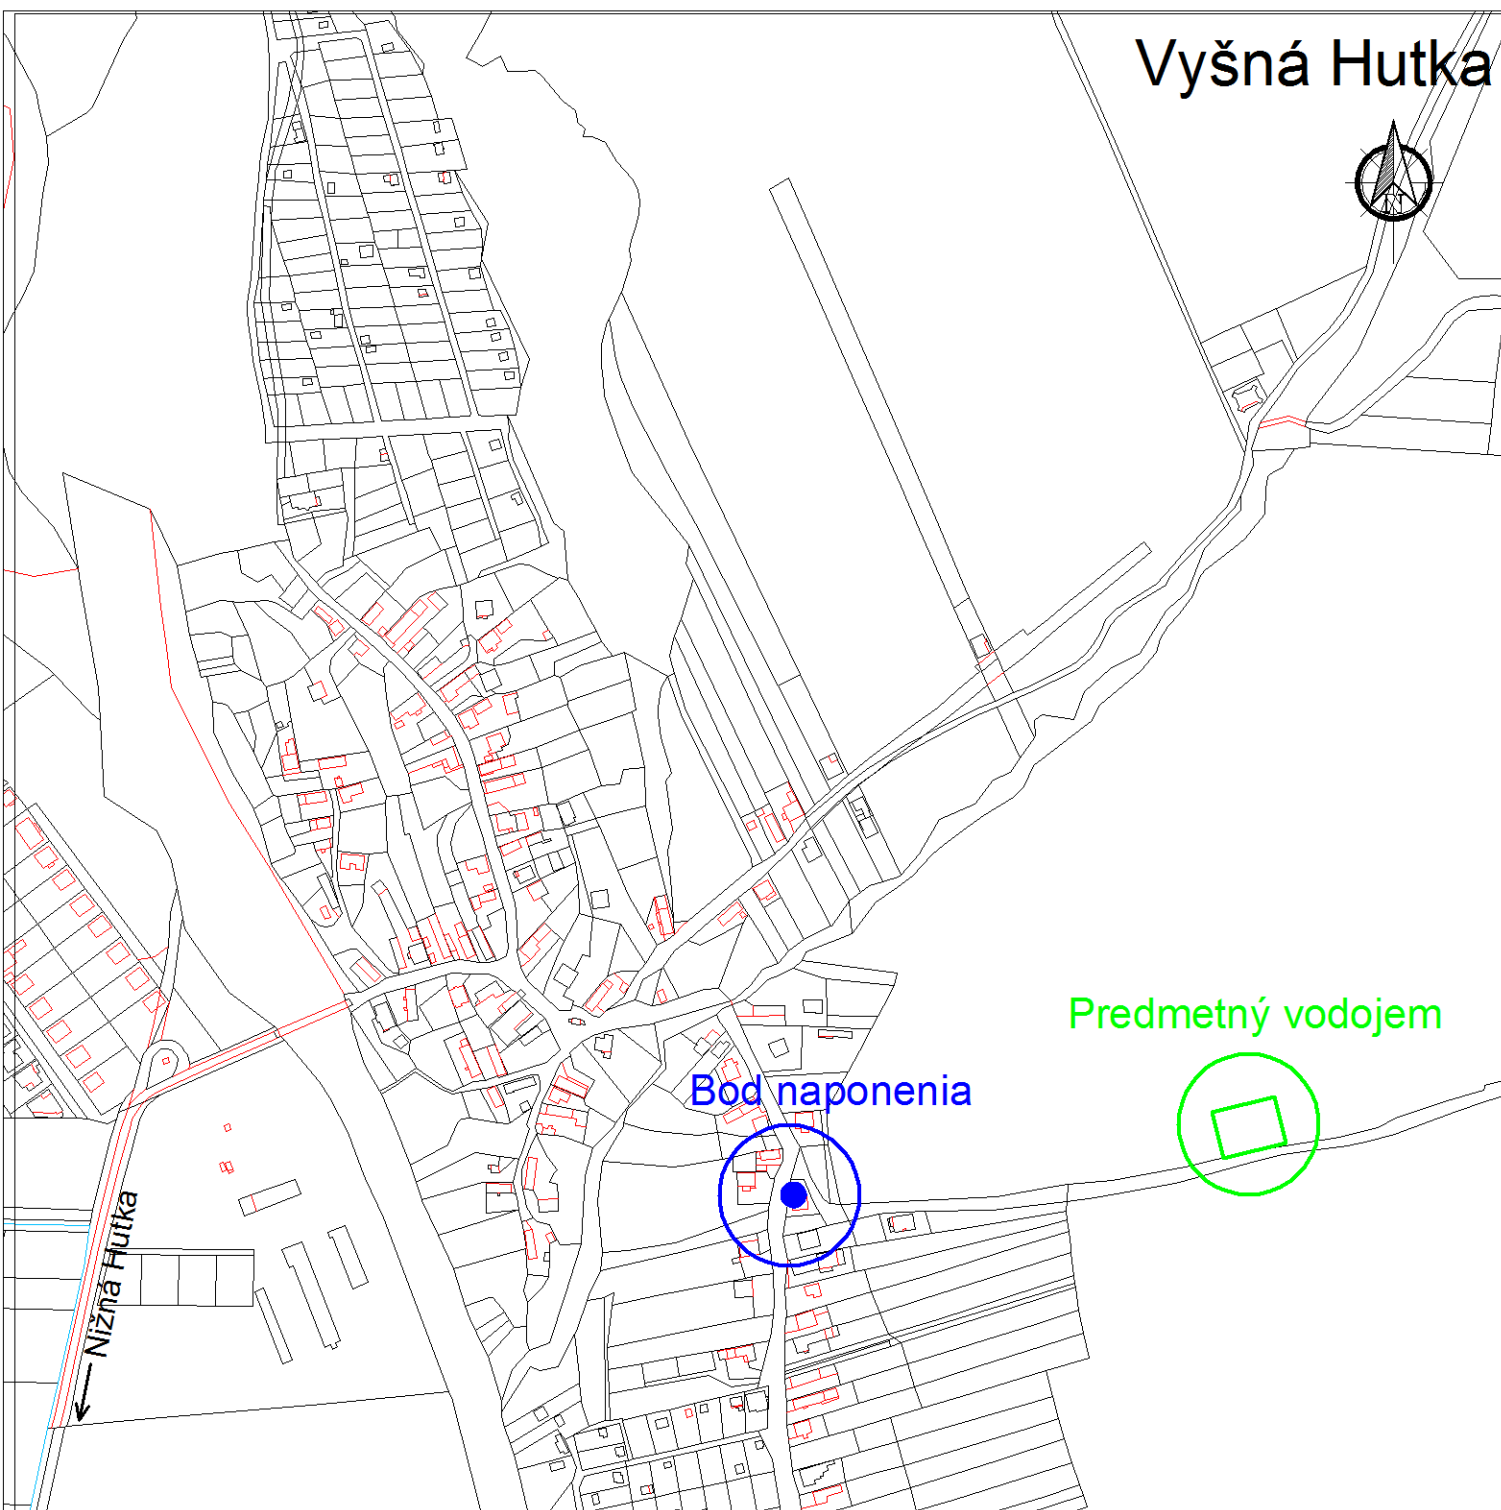 Vyšná Hutka
Predmetný vodojem
Bod naponenia
Nižná Hutka